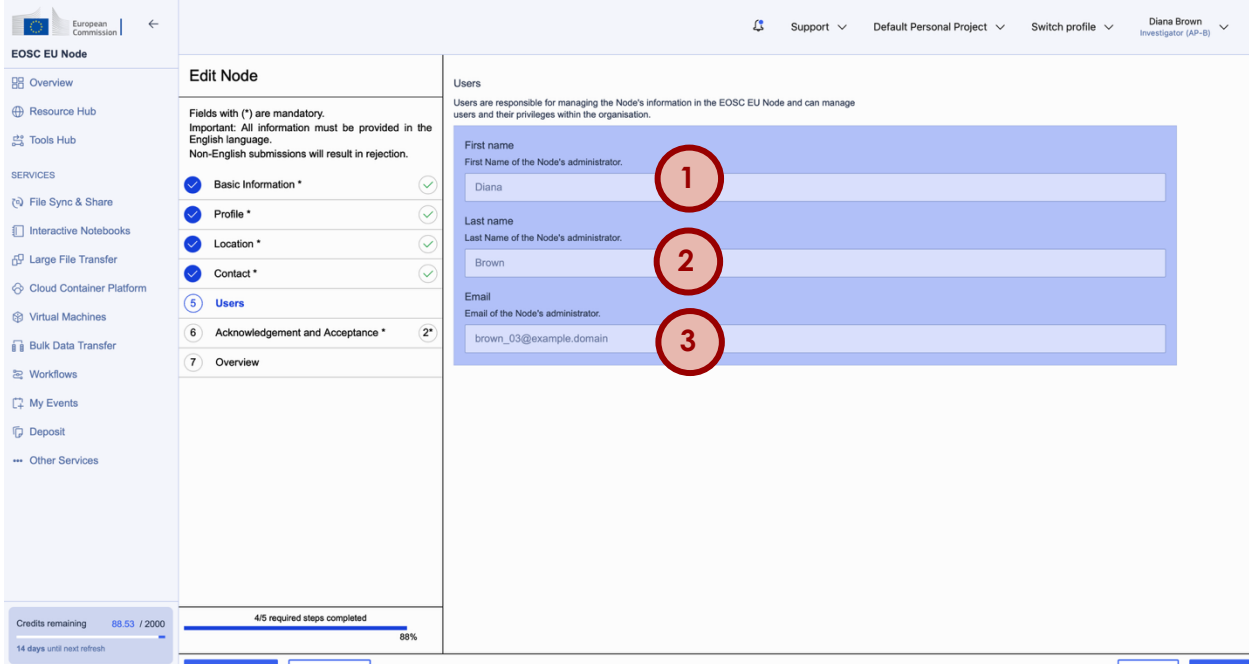 European
Commission
EOSC EU Node
Overview
Resource Hub
Tools Hub
SERVICES
File Sync & Share
Interactive Notebooks
Large File Transfer
Cloud Container Platform
Virtual Machines
Bulk Data Transfer
Workflows
My Events
Deposit
Other Services
Credits remaining 88.53 / 2000
14 days until next refresh
Support
Default Personal Project
Switch profile
Diana Brown
Investigator (AP-B)
Edit Node
Fields with (*) are mandatory.
Important: All information must be provided in the
English language.
Non-English submissions will result in rejection.
Basic Information *
Profile *
Location *
Contact *
5 Users
6 Acknowledgement and Acceptance * 2*
7 Overview
4/5 required steps completed
88%
Users
Users are responsible for managing the Node's information in the EOSC EU Node and can manage
users and their privileges within the organisation.
First name
First Name of the Node's administrator.
Diana
1
Last name
Last Name of the Node's administrator.
Brown
2
Email
Email of the Node's administrator.
brown_03@example.domain
3